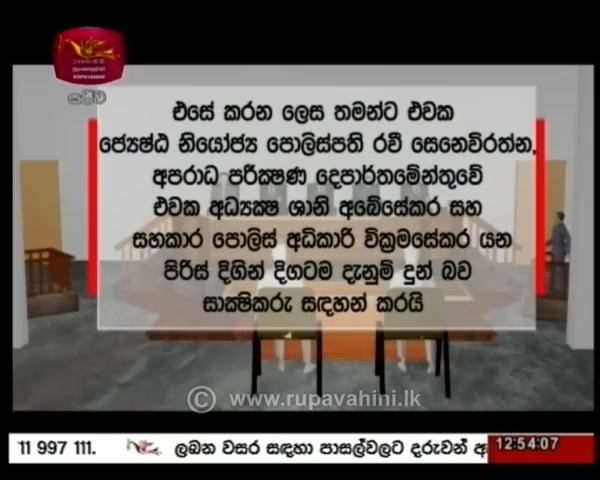 සජීව
එසේ කරන ලෙස තමන්ට එවක
ජ්‍යෙෂ්ඨ නියෝජ්‍ය පොලිස්පති රවී සෙනෙවිරත්න,
අපරාධ පරීක්ෂණ දෙපාර්තමේන්තුවේ
එවක අධ්‍යක්ෂ ශානි අබේසේකර සහ
සහකාර පොලිස් අධිකාරි වික්‍රමසේකර යන
පිරිස් දිගින් දිගටම දැනුම් දුන් බව
සාක්ෂිකරු සඳහන් කරයි
© www.rupavahini.lk
11 997 111. ලබන වසර සඳහා පාසල්වලට දරුවන් අ
12:54:07